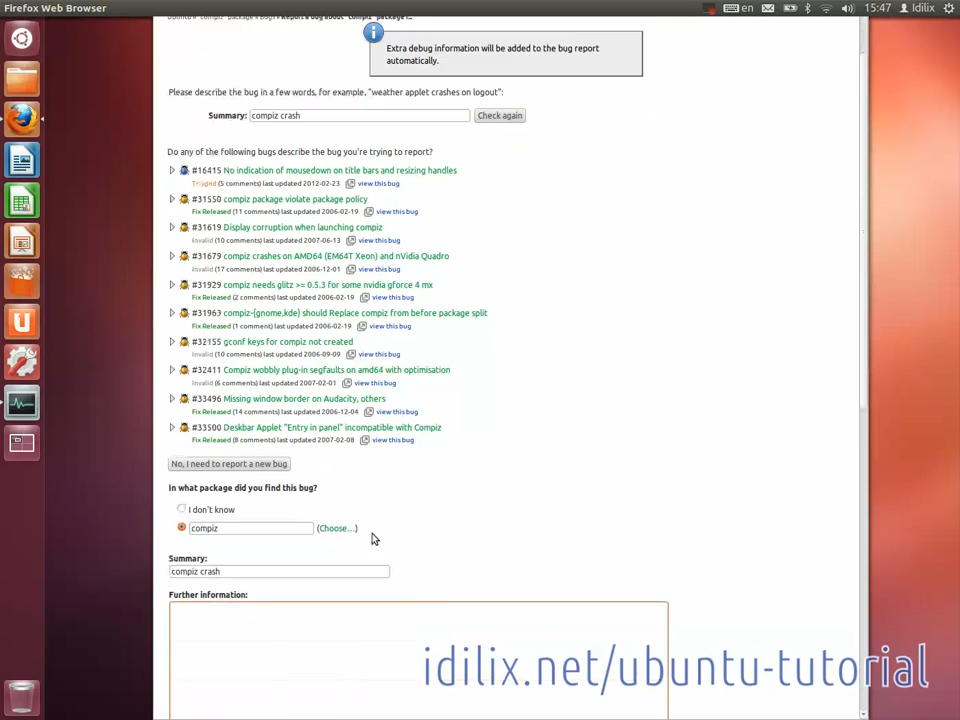 Firefox Web Browser
en
15:47
Idilix
Ubuntu » "compiz" package » Bugs » Report a bug about "compiz" package i...
Extra debug information will be added to the bug report
automatically.
Please describe the bug in a few words, for example, "weather applet crashes on logout":
Summary: compiz crash Check again
Do any of the following bugs describe the bug you're trying to report?
#16415 No indication of mousedown on title bars and resizing handles
Triaged (5 comments) last updated 2012-02-23 view this bug
#31550 compiz package violate package policy
Fix Released (11 comments) last updated 2006-02-19 view this bug
#31619 Display corruption when launching compiz
Invalid (10 comments) last updated 2007-06-13 view this bug
#31679 compiz crashes on AMD64 (EM64T Xeon) and nVidia Quadro
Invalid (17 comments) last updated 2006-12-01 view this bug
#31929 compiz needs glitz >= 0.5.3 for some nvidia gforce 4 mx
Fix Released (2 comments) last updated 2006-02-19 view this bug
#31963 compiz-{gnome,kde} should Replace compiz from before package split
Fix Released (1 comment) last updated 2006-02-19 view this bug
#32155 gconf keys for compiz not created
Invalid (10 comments) last updated 2006-09-09 view this bug
#32411 Compiz wobbly plug-in segfaults on amd64 with optimisation
Invalid (6 comments) last updated 2007-02-01 view this bug
#33496 Missing window border on Audacity, others
Fix Released (14 comments) last updated 2006-12-04 view this bug
#33500 Deskbar Applet "Entry in panel" incompatible with Compiz
Fix Released (8 comments) last updated 2007-02-08 view this bug
No, I need to report a new bug
In what package did you find this bug?
I don't know
compiz (Choose...)
Summary:
compiz crash
Further information:
idilix.net/ubuntu-tutorial